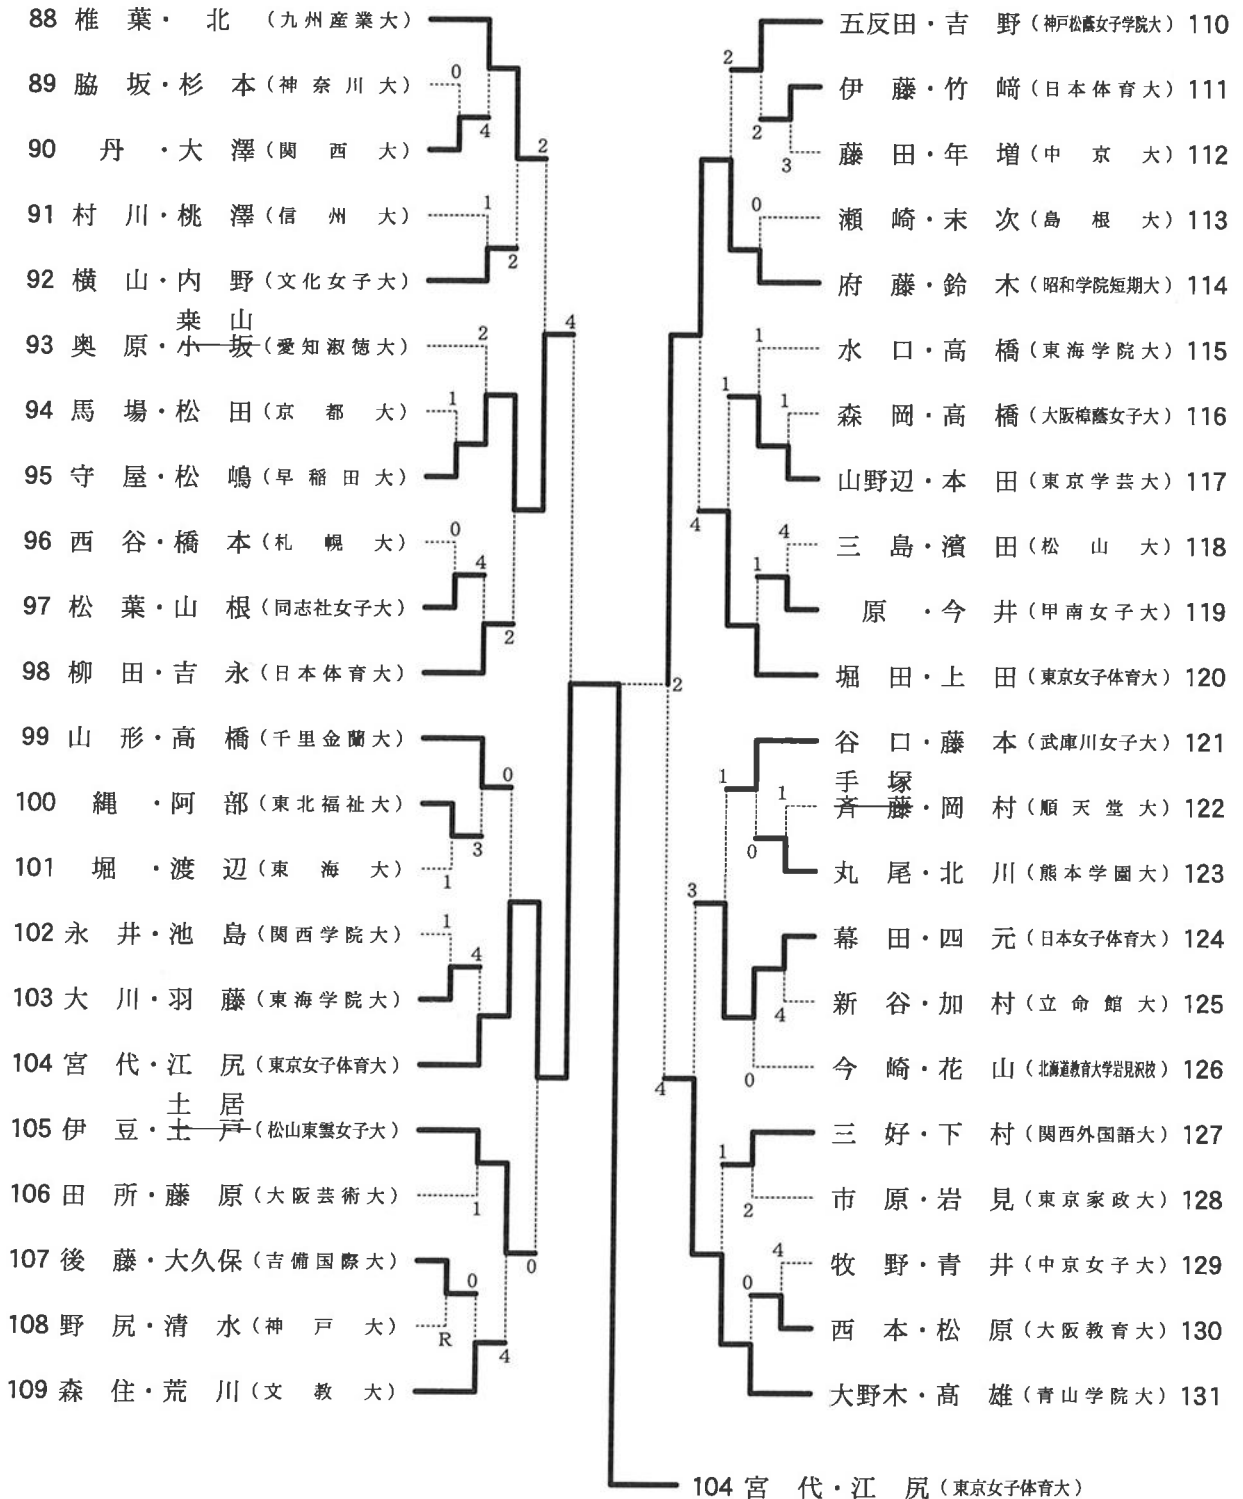 88 椎葉・北 (九州産業大)
89 脇坂・杉本 (神奈川大)
90 丹・大澤 (関西大)
91 村川・桃澤 (信州大)
92 横山・内野 (文化女子大)
桒山
93 奥原・小坂 (愛知淑徳大)
94 馬場・松田 (京都大)
95 守屋・松嶋 (早稲田大)
96 西谷・橋本 (札幌大)
97 松葉・山根 (同志社女子大)
98 柳田・吉永 (日本体育大)
99 山形・高橋 (千里金蘭大)
100 縄・阿部 (東北福祉大)
101 堀・渡辺 (東海大)
102 永井・池島 (関西学院大)
103 大川・羽藤 (東海学院大)
104 宮代・江尻 (東京女子体育大)
土居
105 伊豆・土戸 (松山東雲女子大)
106 田所・藤原 (大阪芸術大)
107 後藤・大久保 (吉備国際大)
108 野尻・清水 (神戸大)
109 森住・荒川 (文教大)
0
4
2
1
2
4
2
1
0
4
2
0
3
1
1
4
1
0
0
R
4
五反田・吉野 (神戸松蔭女子学院大) 110
伊藤・竹﨑 (日本体育大) 111
藤田・年増 (中京大) 112
瀬崎・末次 (島根大) 113
府藤・鈴木 (昭和学院短期大) 114
水口・高橋 (東海学院大) 115
森岡・高橋 (大阪樟蔭女子大) 116
山野辺・本田 (東京学芸大) 117
三島・濱田 (松山大) 118
原・今井 (甲南女子大) 119
堀田・上田 (東京女子体育大) 120
谷口・藤本 (武庫川女子大) 121
手塚
斉藤・岡村 (順天堂大) 122
丸尾・北川 (熊本学園大) 123
幕田・四元 (日本女子体育大) 124
新谷・加村 (立命館大) 125
今崎・花山 (北海道教育大学岩見沢校) 126
三好・下村 (関西外国語大) 127
市原・岩見 (東京家政大) 128
牧野・青井 (中京女子大) 129
西本・松原 (大阪教育大) 130
大野木・高雄 (青山学院大) 131
2
2
3
0
1
1
1
4
4
1
2
1
1
0
3
4
0
4
1
2
4
0
104 宮代・江尻 (東京女子体育大)